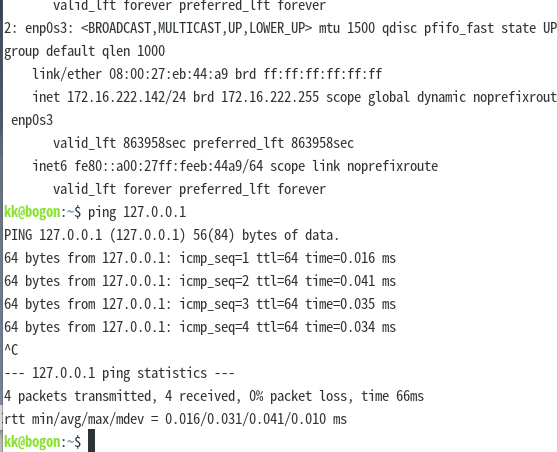 valid_lft forever preferred_lft forever
2: enp0s3: <BROADCAST,MULTICAST,UP,LOWER_UP> mtu 1500 qdisc pfifo_fast state UP
group default qlen 1000
link/ether 08:00:27:eb:44:a9 brd ff:ff:ff:ff:ff:ff
inet 172.16.222.142/24 brd 172.16.222.255 scope global dynamic noprefixrout
enp0s3
valid_lft 863958sec preferred_lft 863958sec
inet6 fe80::a00:27ff:feeb:44a9/64 scope link noprefixroute
valid_lft forever preferred_lft forever
kk@bogon:~$ ping 127.0.0.1
PING 127.0.0.1 (127.0.0.1) 56(84) bytes of data.
64 bytes from 127.0.0.1: icmp_seq=1 ttl=64 time=0.016 ms
64 bytes from 127.0.0.1: icmp_seq=2 ttl=64 time=0.041 ms
64 bytes from 127.0.0.1: icmp_seq=3 ttl=64 time=0.035 ms
64 bytes from 127.0.0.1: icmp_seq=4 ttl=64 time=0.034 ms
^C
--- 127.0.0.1 ping statistics ---
4 packets transmitted, 4 received, 0% packet loss, time 66ms
rtt min/avg/max/mdev = 0.016/0.031/0.041/0.010 ms
kk@bogon:~$